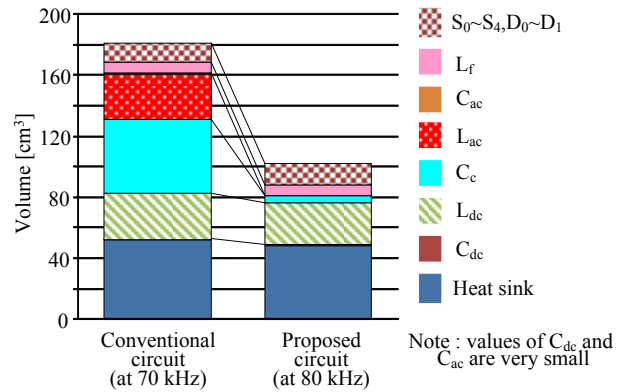 200
160
120
80
40
0
Volume [cm³]
Conventional
circuit
(at 70 kHz)
Proposed
circuit
(at 80 kHz)
S₀~S₄,D₀~D₁
L_f
C_ac
L_ac
C_c
L_dc
C_dc
Heat sink
Note : values of C_dc and
C_ac are very small